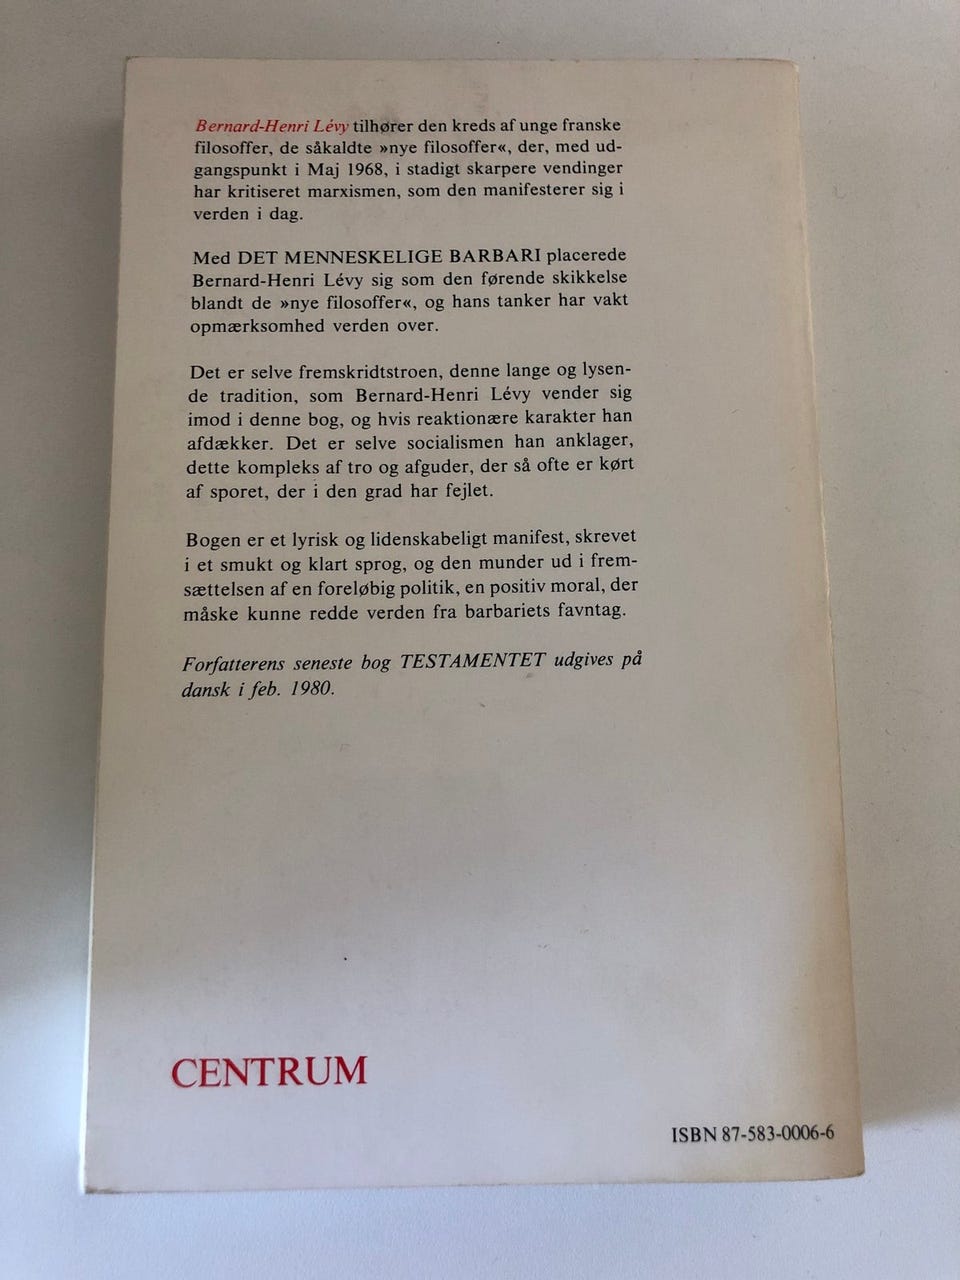 Bernard-Henri Lévy tilhører den kreds af unge franske
filosoffer, de såkaldte »nye filosoffer«, der, med ud-
gangspunkt i Maj 1968, i stadigt skarpere vendinger
har kritiseret marxismen, som den manifesterer sig i
verden i dag.
Med DET MENNESKELIGE BARBARI placerede
Bernard-Henri Lévy sig som den førende skikkelse
blandt de »nye filosoffer«, og hans tanker har vakt
opmærksomhed verden over.
Det er selve fremskridtstroen, denne lange og lysen-
de tradition, som Bernard-Henri Lévy vender sig
imod i denne bog, og hvis reaktionære karakter han
afdækker. Det er selve socialismen han anklager,
dette kompleks af tro og afguder, der så ofte er kørt
af sporet, der i den grad har fejlet.
Bogen er et lyrisk og lidenskabeligt manifest, skrevet
i et smukt og klart sprog, og den munder ud i frem-
sættelsen af en foreløbig politik, en positiv moral, der
måske kunne redde verden fra barbariets favntag.
Forfatterens seneste bog TESTAMENTET udgives på
dansk i feb. 1980.
CENTRUM
ISBN 87-583-0006-6